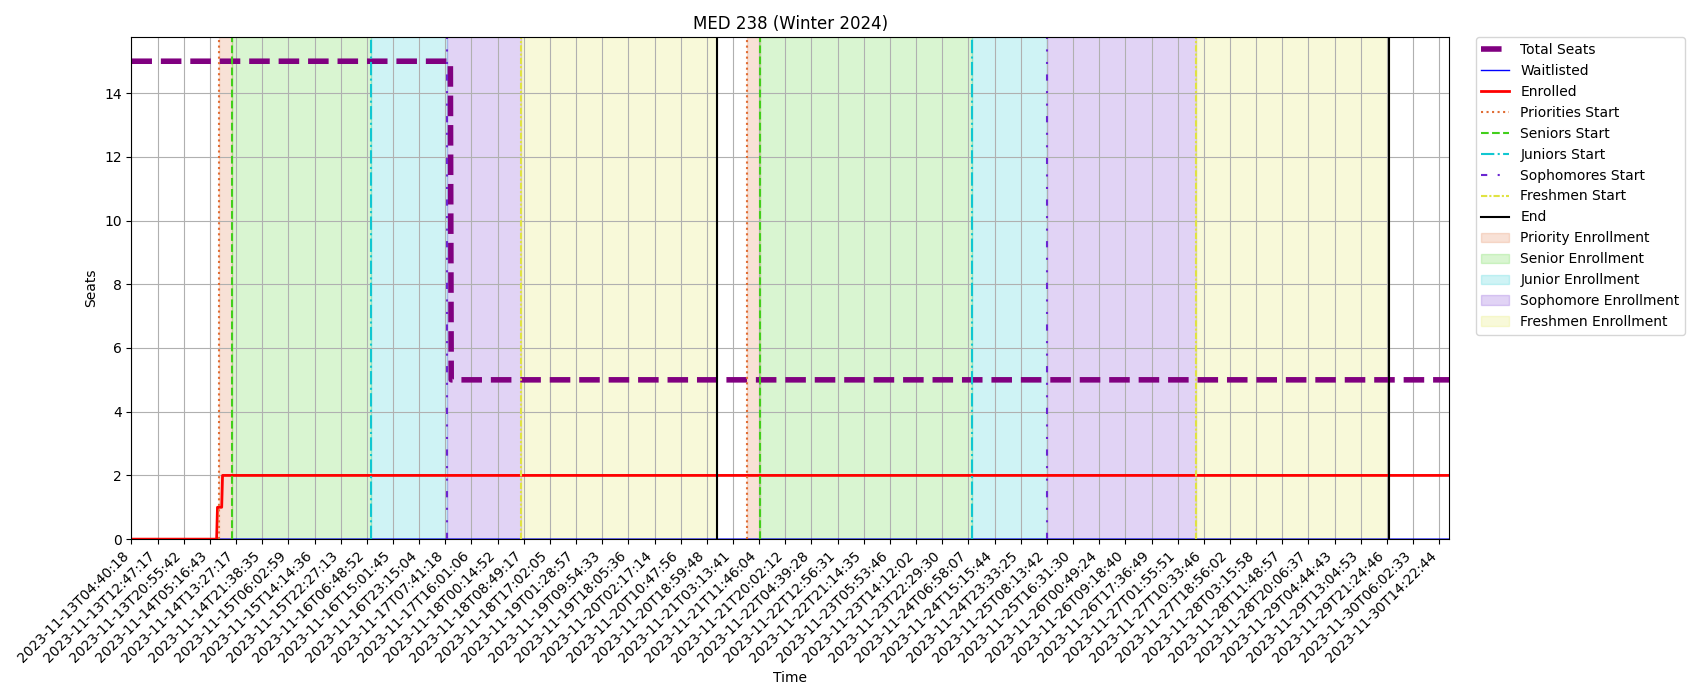 MED 238 (Winter 2024)
Seats
14
12
10
8
6
4
2
0
2023-11-13T04:40:18
2023-11-13T12:47:17
2023-11-13T20:55:42
2023-11-14T05:16:43
2023-11-14T13:27:17
2023-11-14T21:38:35
2023-11-15T06:02:59
2023-11-15T14:14:36
2023-11-15T22:27:13
2023-11-16T06:48:52
2023-11-16T15:01:45
2023-11-16T23:15:04
2023-11-17T07:41:18
2023-11-17T16:01:06
2023-11-18T00:14:52
2023-11-18T08:49:17
2023-11-18T17:02:05
2023-11-19T01:28:57
2023-11-19T09:54:33
2023-11-19T18:05:36
2023-11-20T02:17:14
2023-11-20T10:47:56
2023-11-20T18:59:48
2023-11-21T03:13:41
2023-11-21T11:46:04
2023-11-21T20:02:12
2023-11-22T04:39:28
2023-11-22T12:56:31
2023-11-22T21:14:35
2023-11-23T05:53:46
2023-11-23T14:12:02
2023-11-23T22:29:30
2023-11-24T06:58:07
2023-11-24T15:15:44
2023-11-24T23:33:25
2023-11-25T08:13:42
2023-11-25T16:31:30
2023-11-26T00:49:24
2023-11-26T09:18:40
2023-11-26T17:36:49
2023-11-27T01:55:51
2023-11-27T10:33:46
2023-11-27T18:56:02
2023-11-28T03:15:58
2023-11-28T11:48:57
2023-11-28T20:06:37
2023-11-29T04:44:43
2023-11-29T13:04:53
2023-11-29T21:24:46
2023-11-30T06:02:33
2023-11-30T14:22:44
Time
Total Seats
Waitlisted
Enrolled
Priorities Start
Seniors Start
Juniors Start
Sophomores Start
Freshmen Start
End
Priority Enrollment
Senior Enrollment
Junior Enrollment
Sophomore Enrollment
Freshmen Enrollment